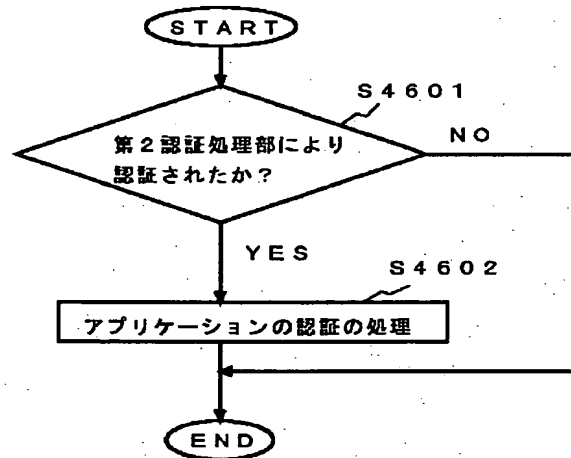 START
S4601
第2認証処理部により
認証されたか?
NO
YES
S4602
アプリケーションの認証の処理
END